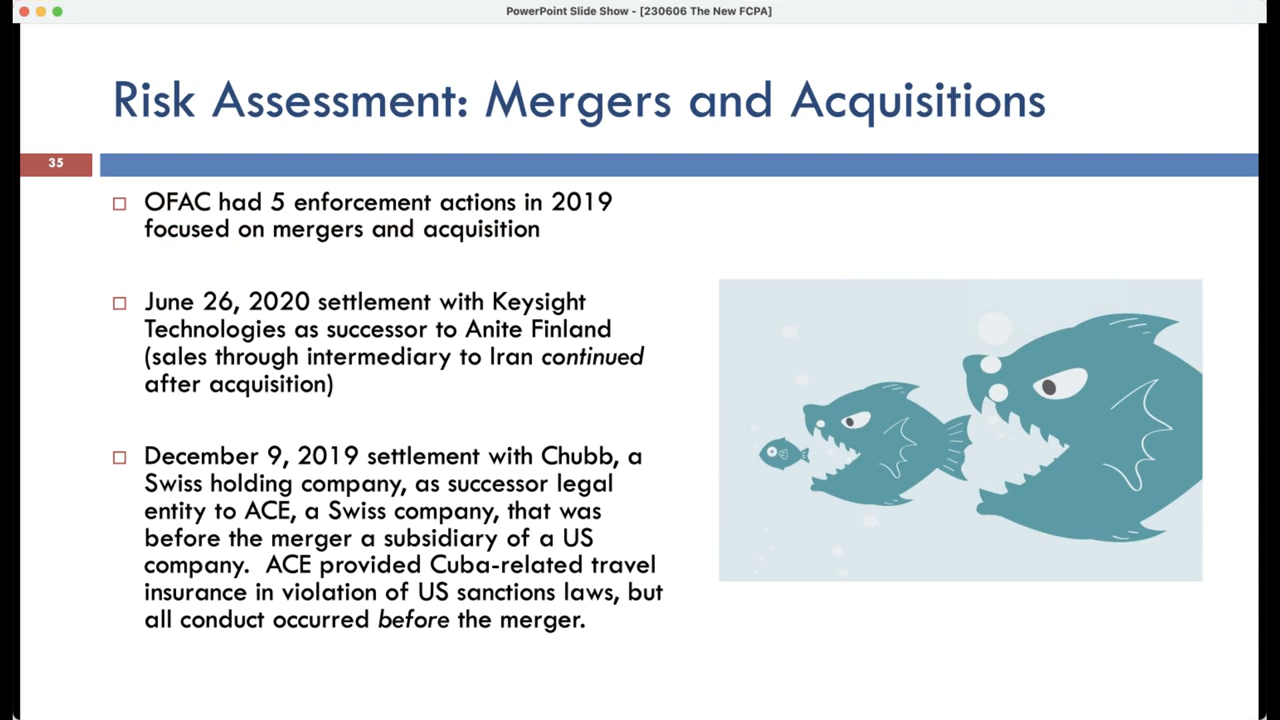 PowerPoint Slide Show - [230606 The New FCPA]
Risk Assessment: Mergers and Acquisitions
35
OFAC had 5 enforcement actions in 2019
focused on mergers and acquisition
June 26, 2020 settlement with Keysight
Technologies as successor to Anite Finland
(sales through intermediary to Iran continued
after acquisition)
December 9, 2019 settlement with Chubb, a
Swiss holding company, as successor legal
entity to ACE, a Swiss company, that was
before the merger a subsidiary of a US
company.  ACE provided Cuba-related travel
insurance in violation of US sanctions laws, but
all conduct occurred before the merger.